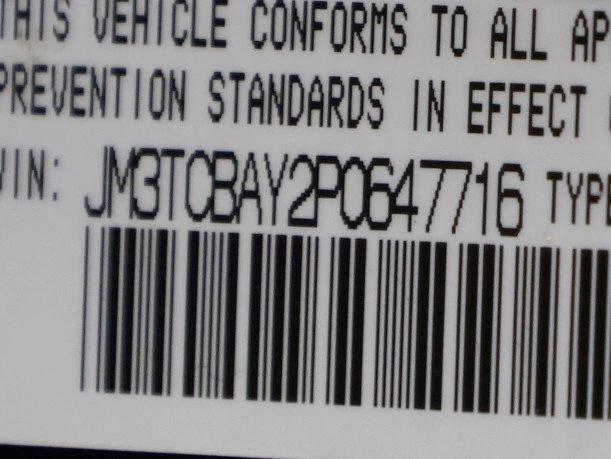 THIS VEHICLE CONFORMS TO ALL AP
PREVENTION STANDARDS IN EFFECT
VIN: JM3TCBAY2P0647716 TYPE